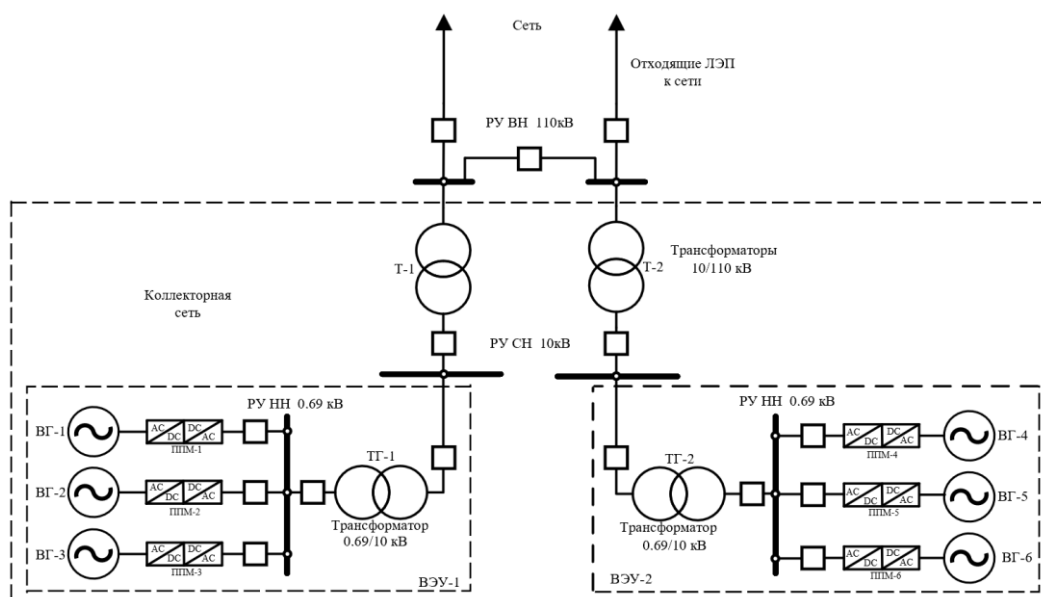 Сеть
Отходящие ЛЭП
к сети
РУ ВН 110кВ
Т-1
Т-2
Трансформаторы
10/110 кВ
Коллекторная
сеть
РУ СН 10кВ
РУ НН 0.69 кВ
ВГ-1
AC
DC
DC
AC
ППМ-1
ТГ-1
ВГ-2
AC
DC
DC
AC
ППМ-2
Трансформатор
0.69/10 кВ
ВГ-3
AC
DC
DC
AC
ППМ-3
ВЭУ-1
РУ НН 0.69 кВ
AC
DC
DC
AC
ППМ-4
ВГ-4
ТГ-2
AC
DC
DC
AC
ППМ-5
ВГ-5
Трансформатор
0.69/10 кВ
AC
DC
DC
AC
ППМ-6
ВГ-6
ВЭУ-2